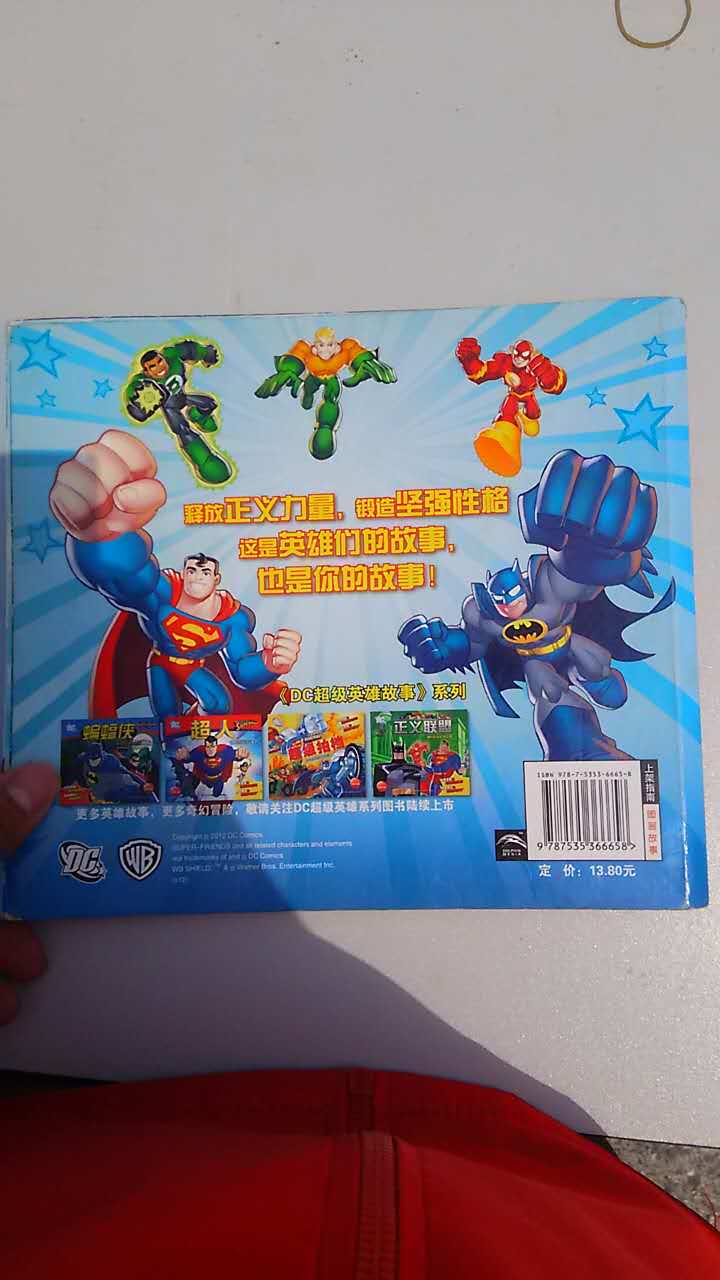 释放正义力量，锻造坚强性格
这是英雄们的故事，
也是你的故事！
《DC超级英雄故事》系列
蝙蝠侠
超人
正义联盟
更多英雄故事、更多奇幻冒险，敬请关注DC超级英雄系列图书陆续上市
DC
WB
Copyright © 2012 DC Comics.
SUPER-FRIENDS and all related characters and elements
are trademarks of and © DC Comics.
WB SHIELD: ™ & © Warner Bros. Entertainment Inc.
(s12)
ISBN 978-7-5353-6665-8
9 787535 366658 >
定 价：13.80元
上架指南
图画故事